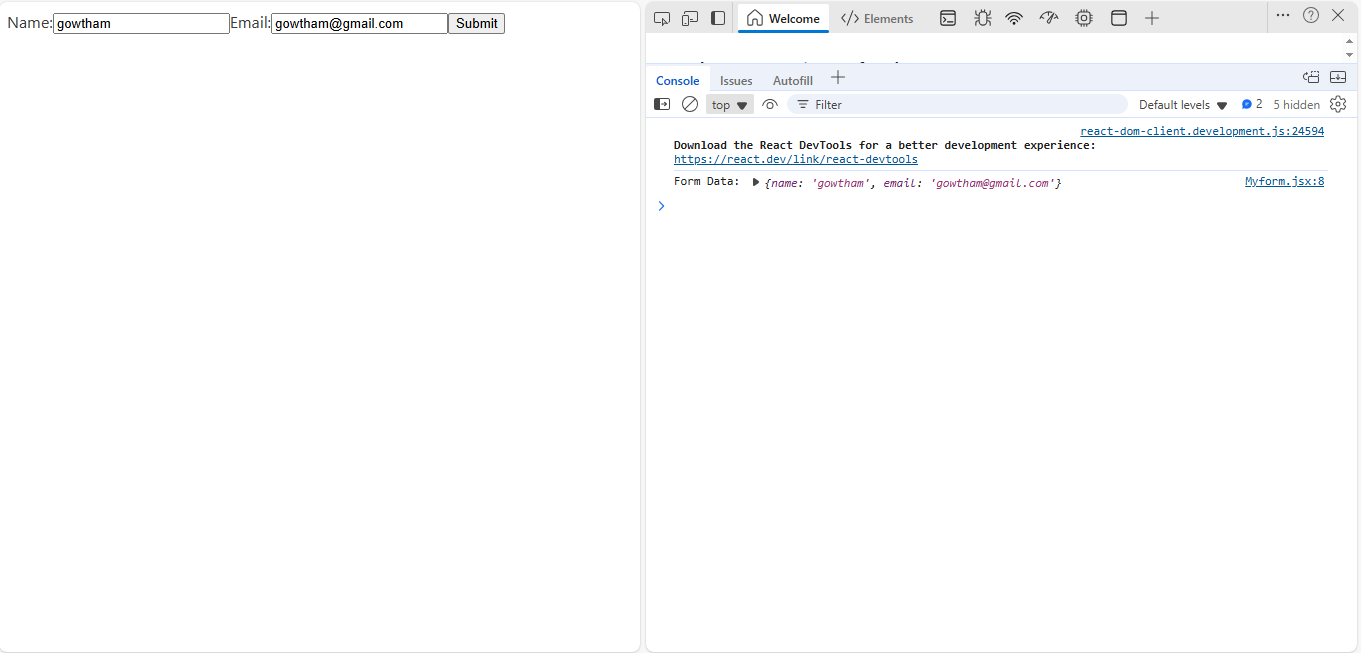 Name: gowtham Email: gowtham@gmail.com Submit
Welcome Elements
Console Issues Autofill
top Filter Default levels 2 5 hidden
react-dom-client.development.js:24594
Download the React DevTools for a better development experience:
https://react.dev/link/react-devtools
Form Data: {name: 'gowtham', email: 'gowtham@gmail.com'} Myform.jsx:8